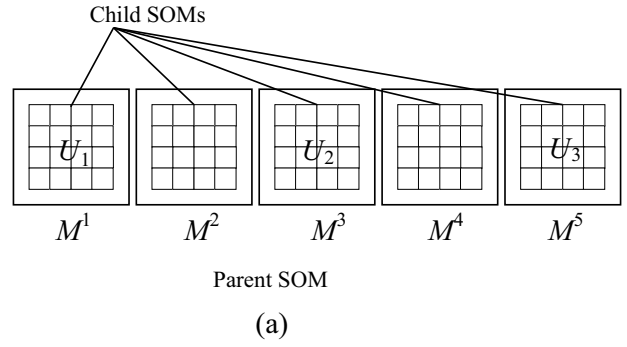 Child SOMs
U₁ U₂ U₃
M¹ M² M³ M⁴ M⁵
Parent SOM
(a)